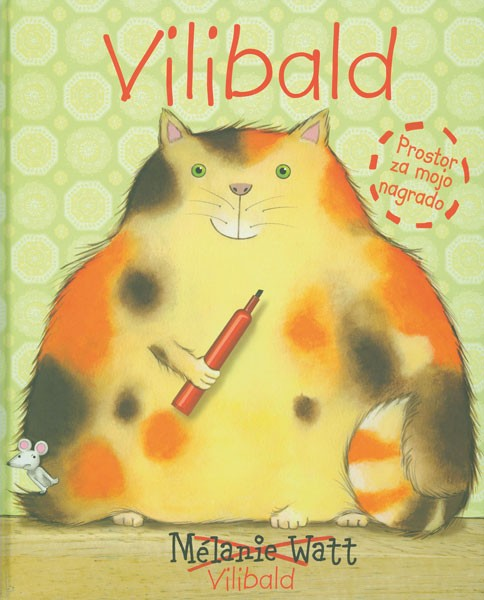 Vilibald
Prostor
za mojo
nagrado
Mélanie Watt
Vilibald